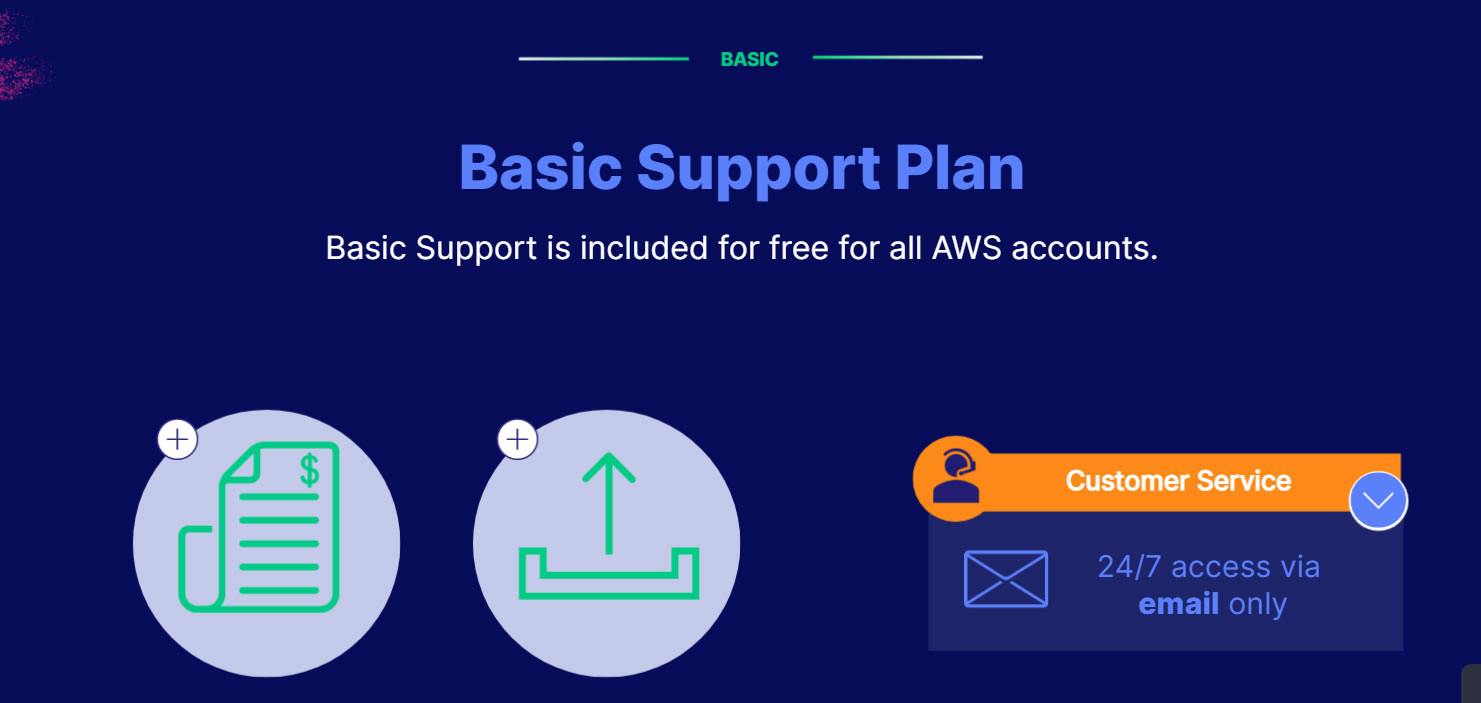 BASIC
Basic Support Plan
Basic Support is included for free for all AWS accounts.
$
Customer Service
24/7 access via
email only